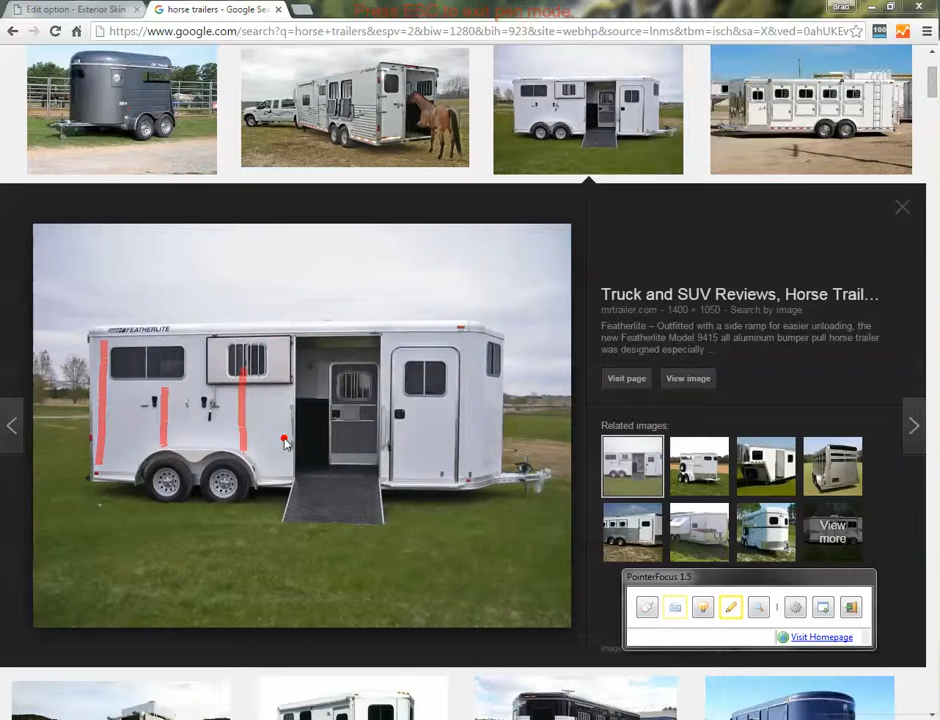 Edit option - Exterior Skin
horse trailers - Google Sea
Press ESC to exit pen mode.
Brad
https://www.google.com/search?q=horse+trailers&espv=2&biw=1280&bih=923&site=webhp&source=lnms&tbm=isch&sa=X&ved=0ahUKEw
100
FEATHERLITE
Truck and SUV Reviews, Horse Trail…
mrtrailer.com - 1400 × 1050 - Search by image
Featherlite – Outfitted with a side ramp for easier unloading, the
new Featherlite Model 9415 all aluminum bumper pull horse trailer
was designed especially ...
Visit page
View image
Related images:
View
more
PointerFocus 1.5
Visit Homepage